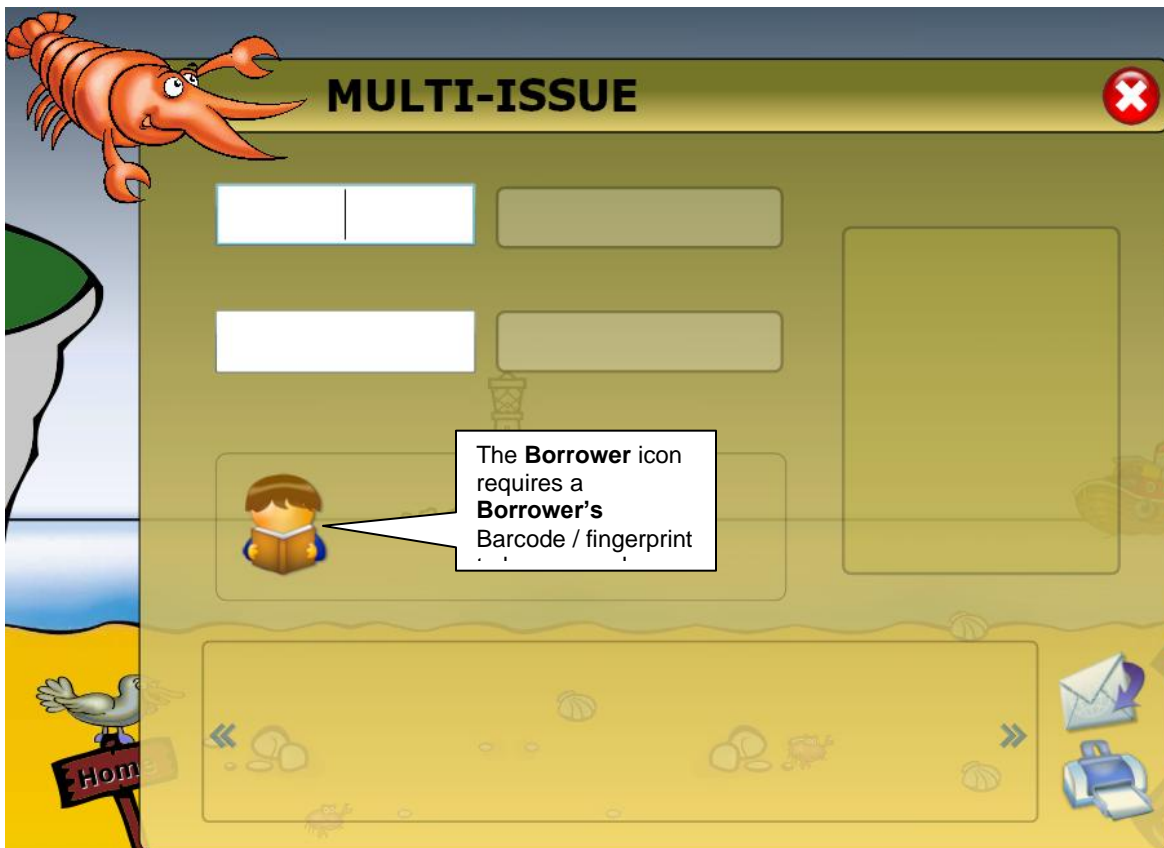 MULTI-ISSUE
The Borrower icon
requires a
Borrower’s
Barcode / fingerprint
Home